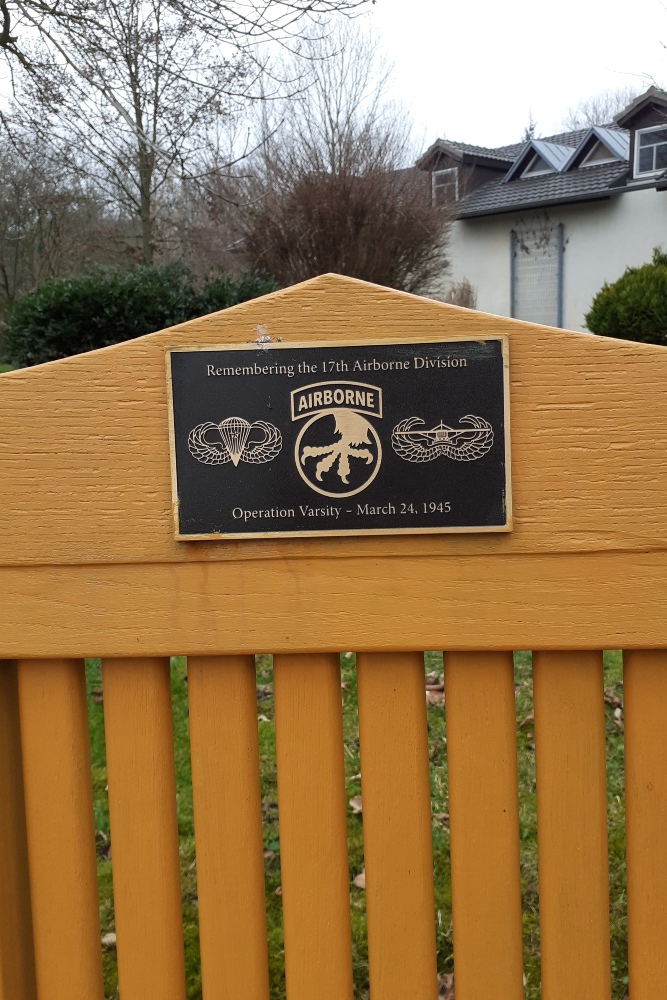 Remembering the 17th Airborne Division
AIRBORNE
Operation Varsity – March 24, 1945